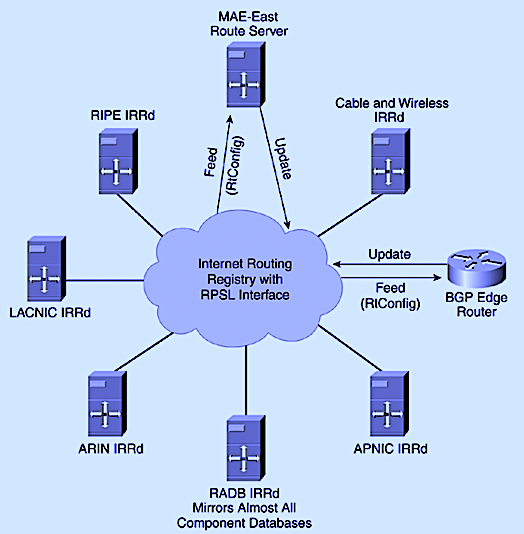 MAE-East
Route Server
RIPE IRRd
Cable and Wireless
IRRd
Feed
(RtConfig)
Update
Internet Routing
Registry with
RPSL Interface
Update
Feed
(RtConfig)
BGP Edge
Router
LACNIC IRRd
ARIN IRRd
RADB IRRd
Mirrors Almost All
Component Databases
APNIC IRRd